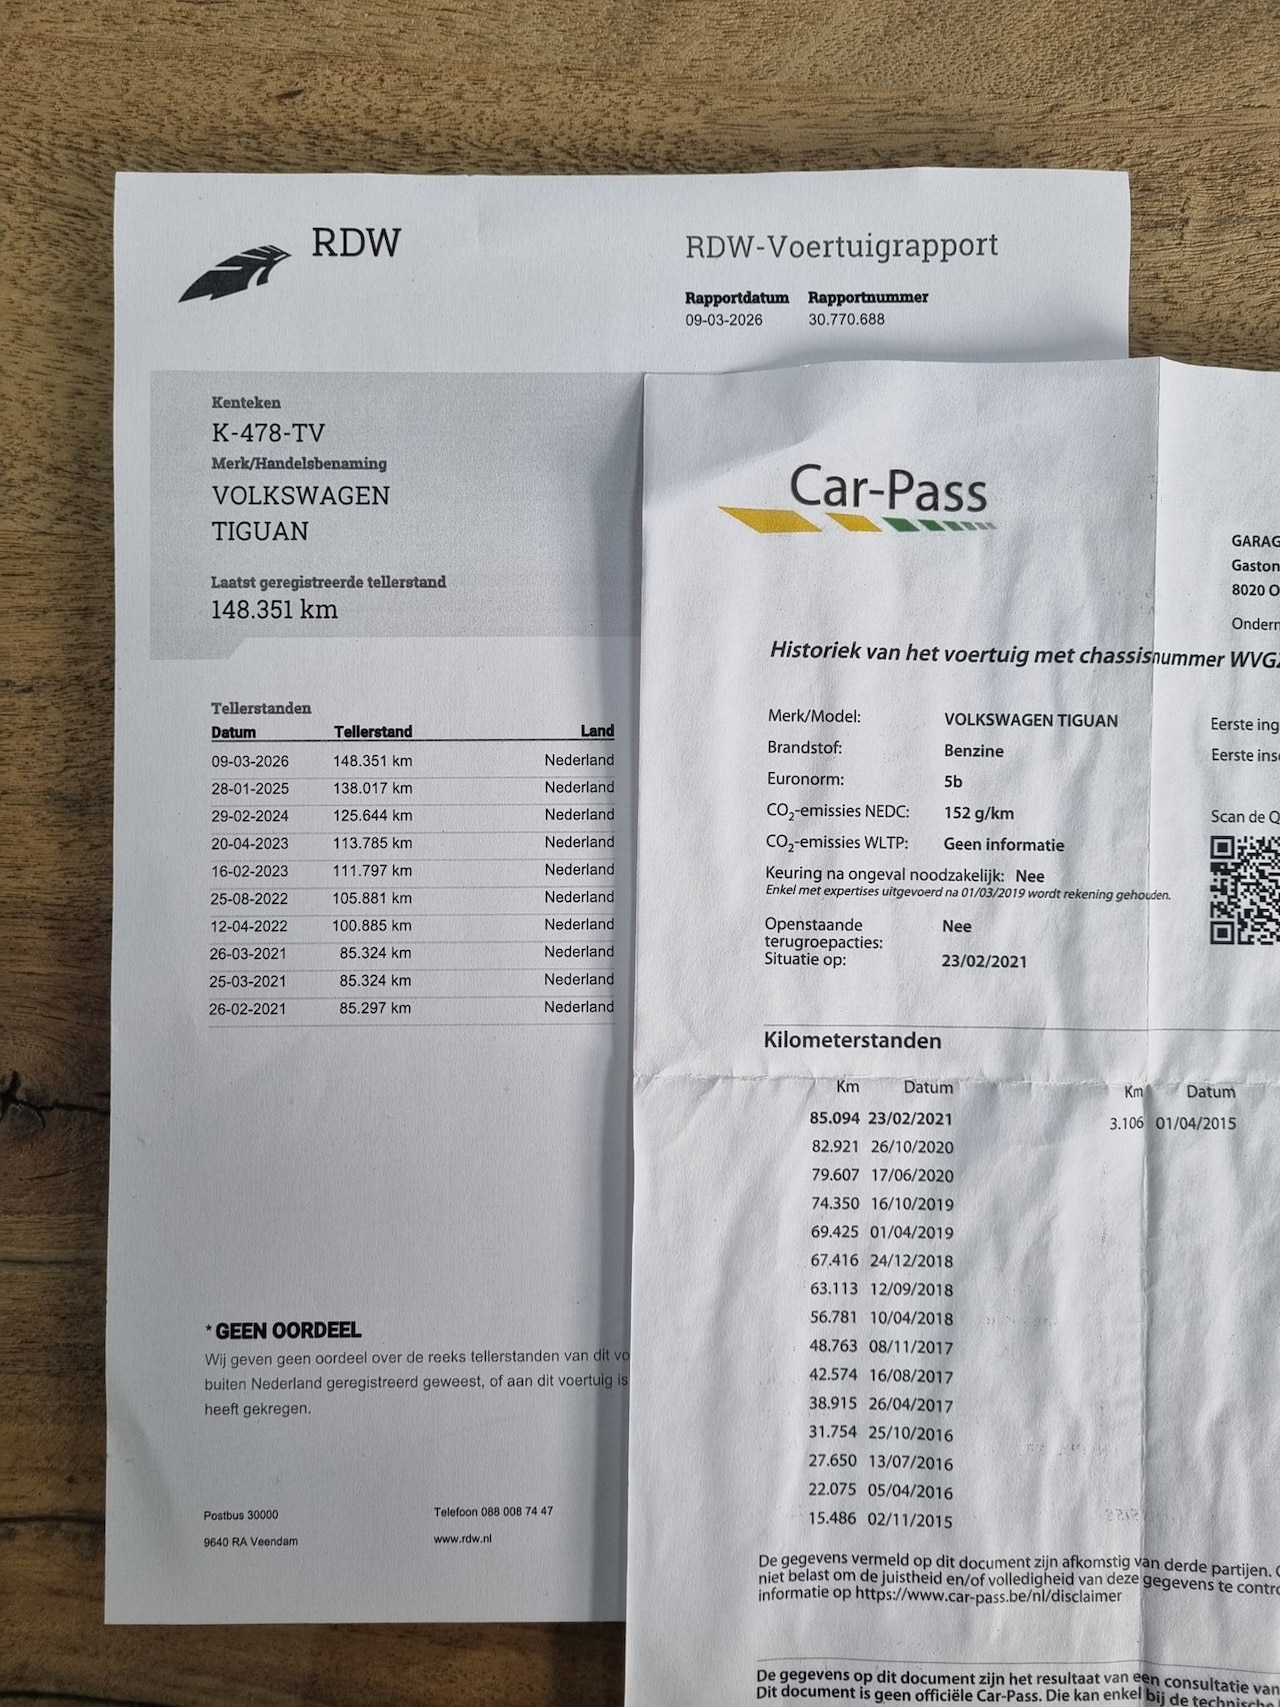 RDW
RDW-Voertuigrapport
Rapportdatum Rapportnummer
09-03-2026 30.770.688
Kenteken
K-478-TV
Merk/Handelsbenaming
VOLKSWAGEN
TIGUAN
Laatst geregistreerde tellerstand
148.351 km
Tellerstanden
Datum Tellerstand Land
09-03-2026 148.351 km Nederland
28-01-2025 138.017 km Nederland
29-02-2024 125.644 km Nederland
20-04-2023 113.785 km Nederland
16-02-2023 111.797 km Nederland
25-08-2022 105.881 km Nederland
12-04-2022 100.885 km Nederland
26-03-2021 85.324 km Nederland
25-03-2021 85.324 km Nederland
26-02-2021 85.297 km Nederland
* GEEN OORDEEL
Wij geven geen oordeel over de reeks tellerstanden van dit vo
buiten Nederland geregistreerd geweest, of aan dit voertuig is
heeft gekregen.
Postbus 30000 Telefoon 088 008 74 47
9640 RA Veendam www.rdw.nl
Car-Pass
GARAG
Gaston
8020 O
Ondern
Historiek van het voertuig met chassisnummer WVGZ
Merk/Model: VOLKSWAGEN TIGUAN Eerste ing
Brandstof: Benzine Eerste ins
Euronorm: 5b
CO2-emissies NEDC: 152 g/km Scan de Q
CO2-emissies WLTP: Geen informatie
Keuring na ongeval noodzakelijk: Nee
Enkel met expertises uitgevoerd na 01/03/2019 wordt rekening gehouden.
Openstaande Nee
terugroepacties:
Situatie op: 23/02/2021
Kilometerstanden
Km Datum Km Datum
85.094 23/02/2021 3.106 01/04/2015
82.921 26/10/2020
79.607 17/06/2020
74.350 16/10/2019
69.425 01/04/2019
67.416 24/12/2018
63.113 12/09/2018
56.781 10/04/2018
48.763 08/11/2017
42.574 16/08/2017
38.915 26/04/2017
31.754 25/10/2016
27.650 13/07/2016
22.075 05/04/2016
15.486 02/11/2015
De gegevens vermeld op dit document zijn afkomstig van derde partijen.
niet belast om de juistheid en/of volledigheid van deze gegevens te contro
informatie op https://www.car-pass.be/nl/disclaimer
De gegevens op dit document zijn het resultaat van een consultatie van
Dit document is geen officiële Car-Pass. Die kan enkel bij de technische